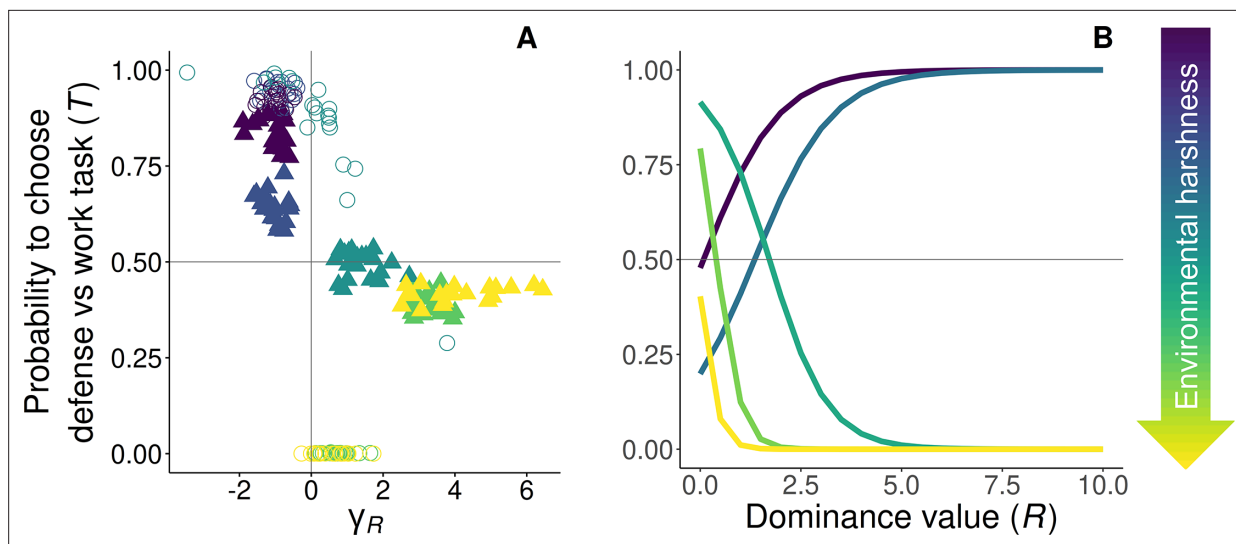 A
Probability to choose
defense vs work task (T)
1.00
0.75
0.50
0.25
0.00
-2
0
2
4
6
γR
B
1.00
0.75
0.50
0.25
0.00
0.0
2.5
5.0
7.5
10.0
Dominance value (R)
Environmental harshness